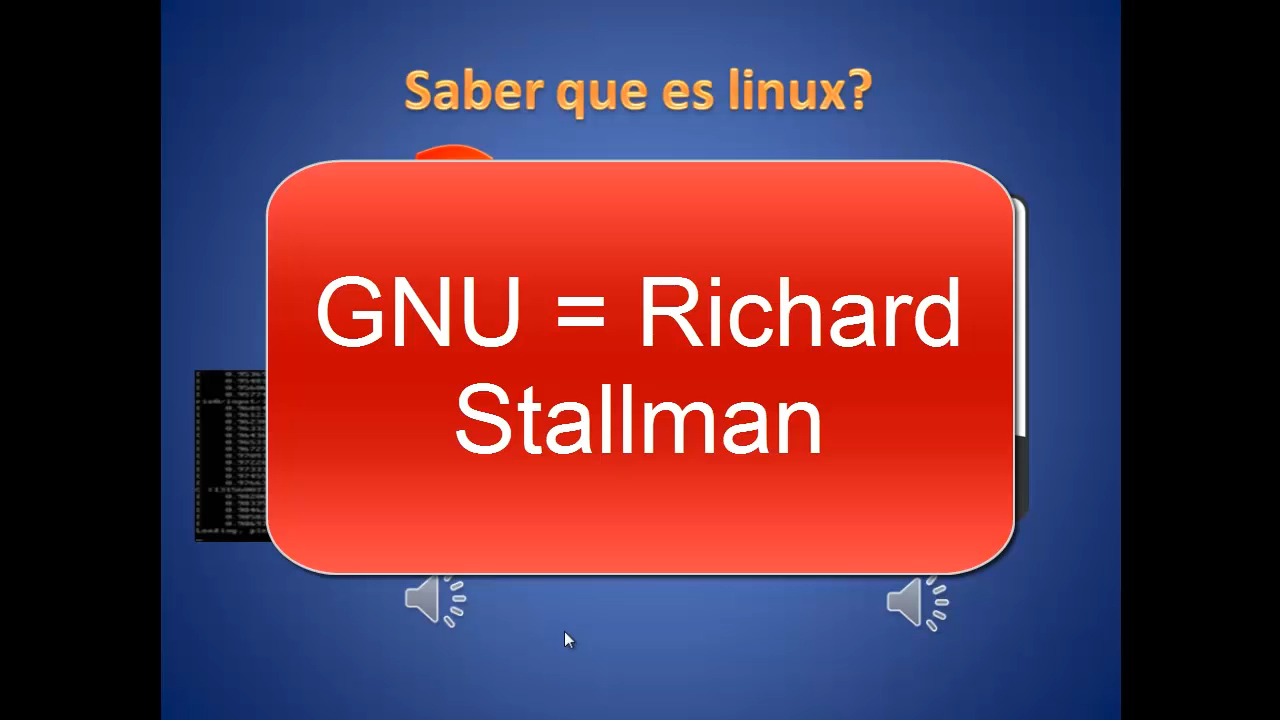 Saber que es linux?
GNU = Richard
Stallman